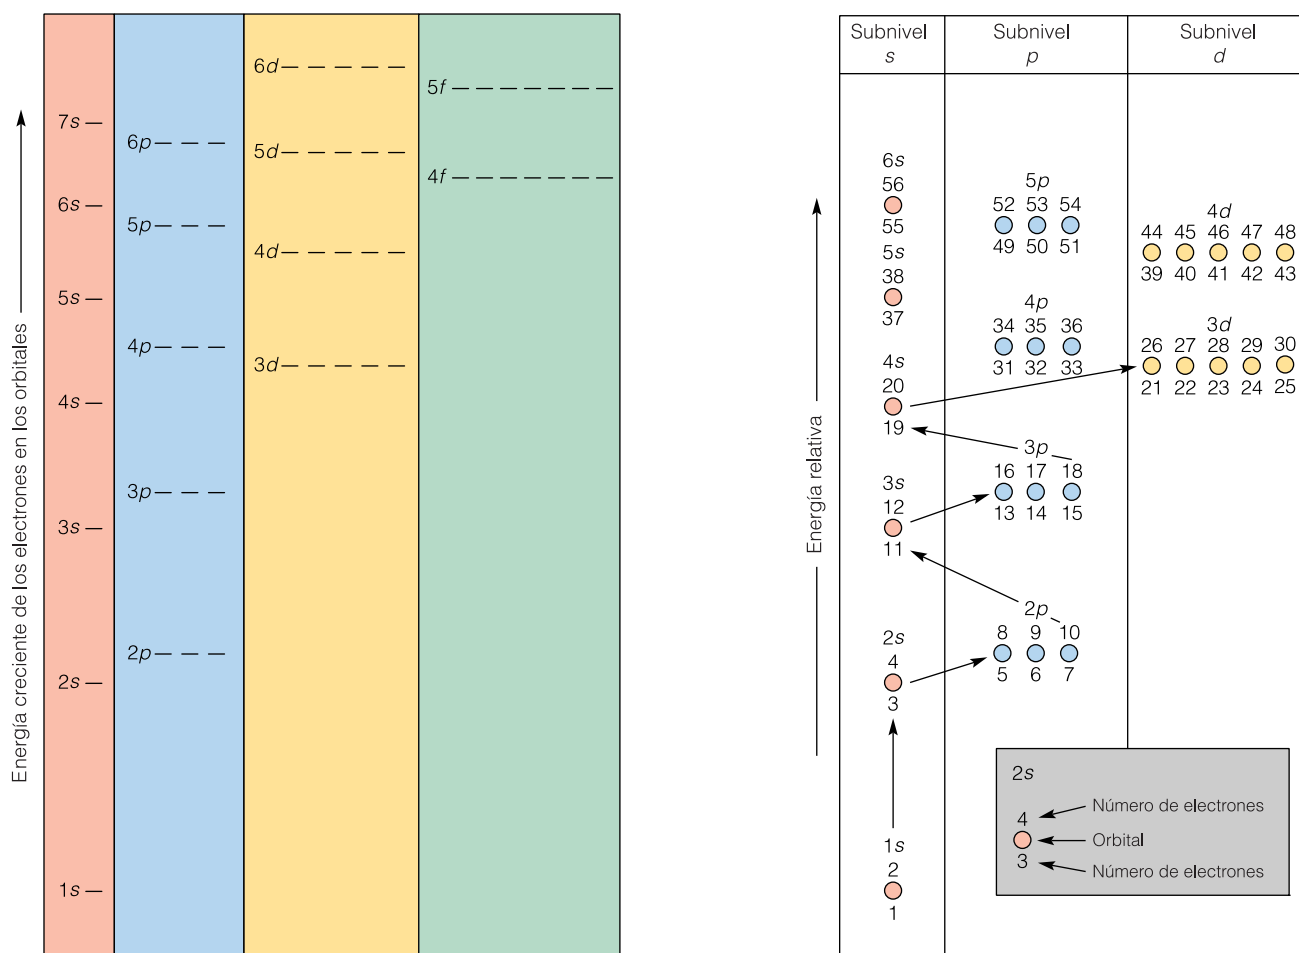 Energía creciente de los electrones en los orbitales
7s
6s
5s
4s
3s
2s
1s
6p
5p
4p
3p
2p
6d
5d
4d
3d
5f
4f
Energía relativa
Subnivel
s
Subnivel
p
Subnivel
d
6s
56
55
5s
38
37
4s
20
19
3s
12
11
2s
4
3
1s
2
1
5p
52 53 54
49 50 51
4p
34 35 36
31 32 33
3p
16 17 18
13 14 15
2p
8 9 10
5 6 7
4d
44 45 46 47 48
39 40 41 42 43
3d
26 27 28 29 30
21 22 23 24 25
2s
4 Número de electrones
Orbital
3 Número de electrones